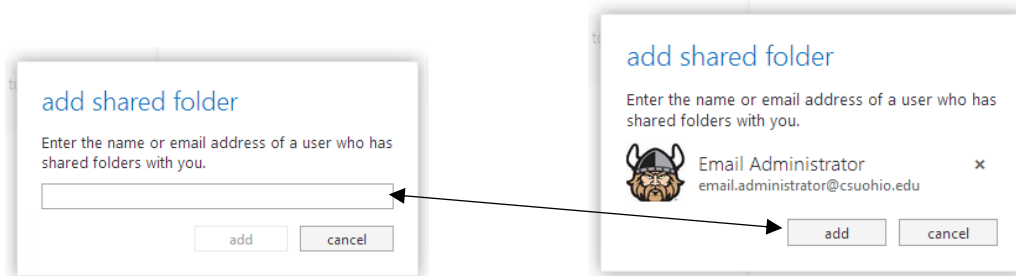 add shared folder
Enter the name or email address of a user who has
shared folders with you.
add cancel
add shared folder
Enter the name or email address of a user who has
shared folders with you.
Email Administrator ×
email.administrator@csuohio.edu
add cancel